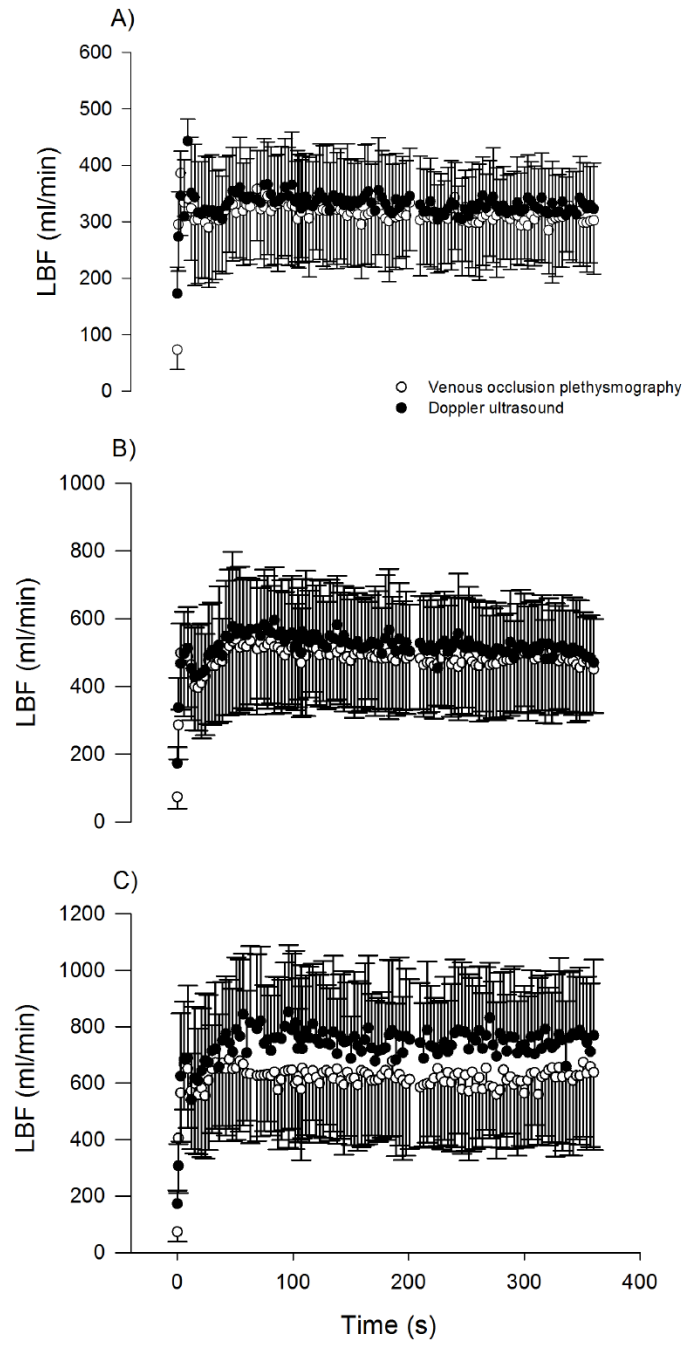 A)
600
500
400
300
200
100
0
LBF (ml/min)
Venous occlusion plethysmography
Doppler ultrasound
B)
1000
800
600
400
200
0
LBF (ml/min)
C)
1200
1000
800
600
400
200
0
LBF (ml/min)
0 100 200 300 400
Time (s)